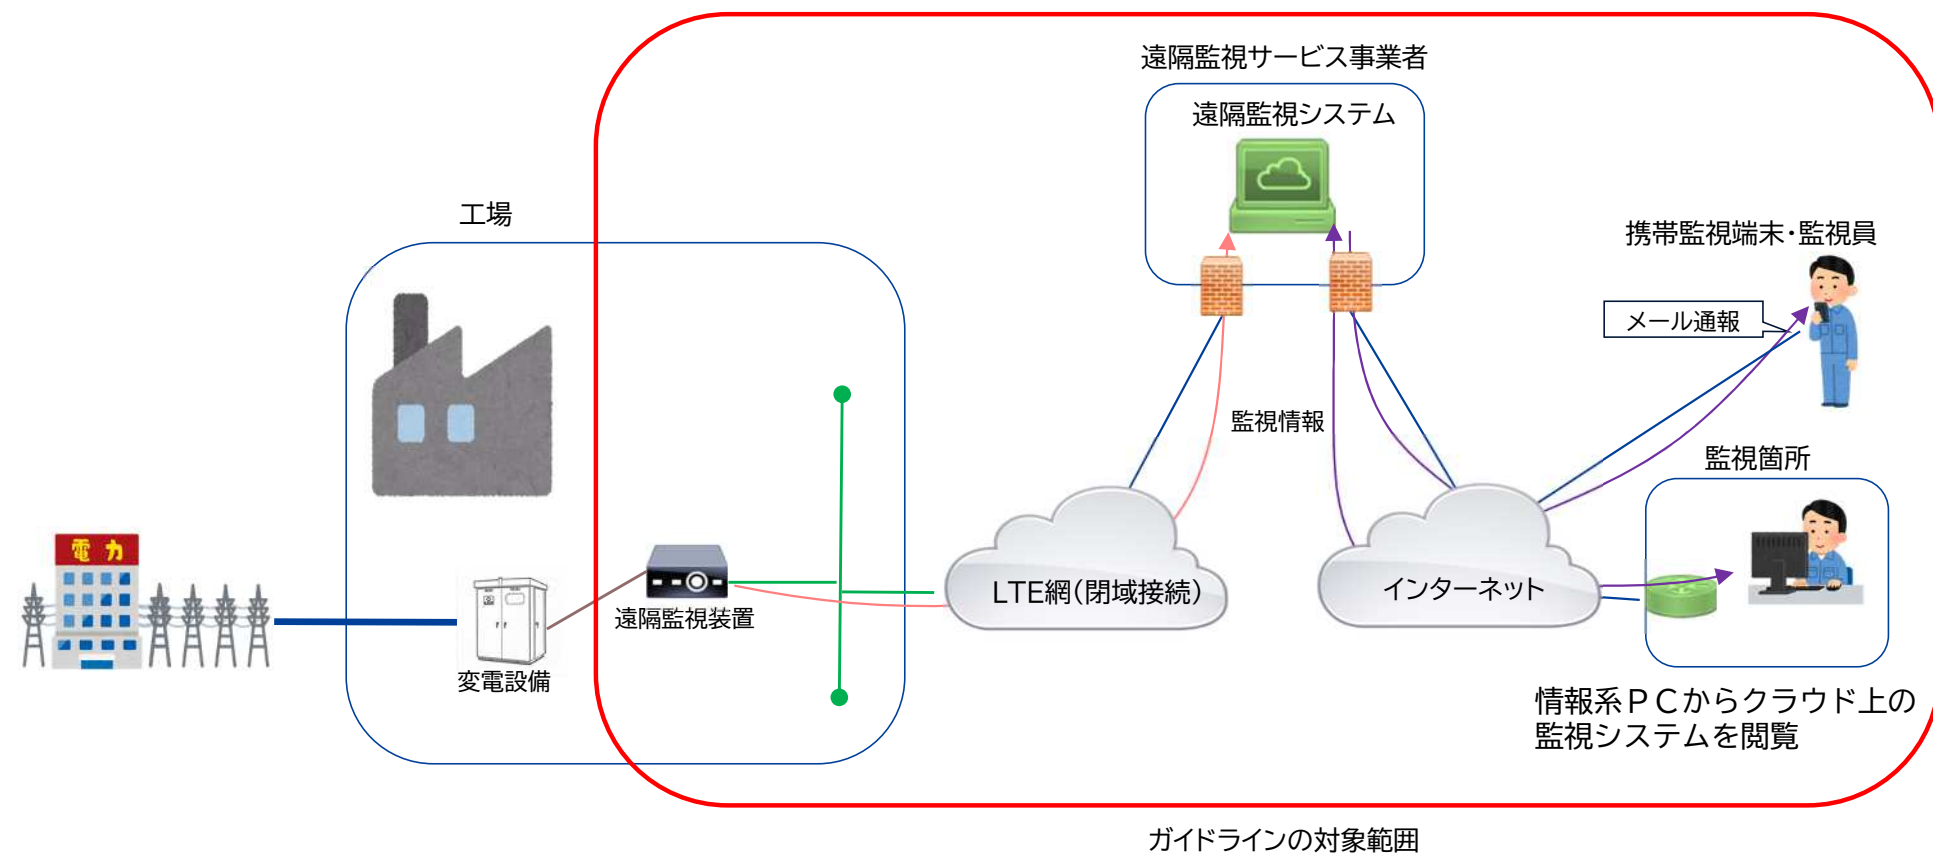 遠隔監視サービス事業者
遠隔監視システム
工場
携帯監視端末・監視員
メール通報
監視情報
監視箇所
電力
LTE網(閉域接続)
インターネット
遠隔監視装置
変電設備
情報系PCからクラウド上の
監視システムを閲覧
ガイドラインの対象範囲